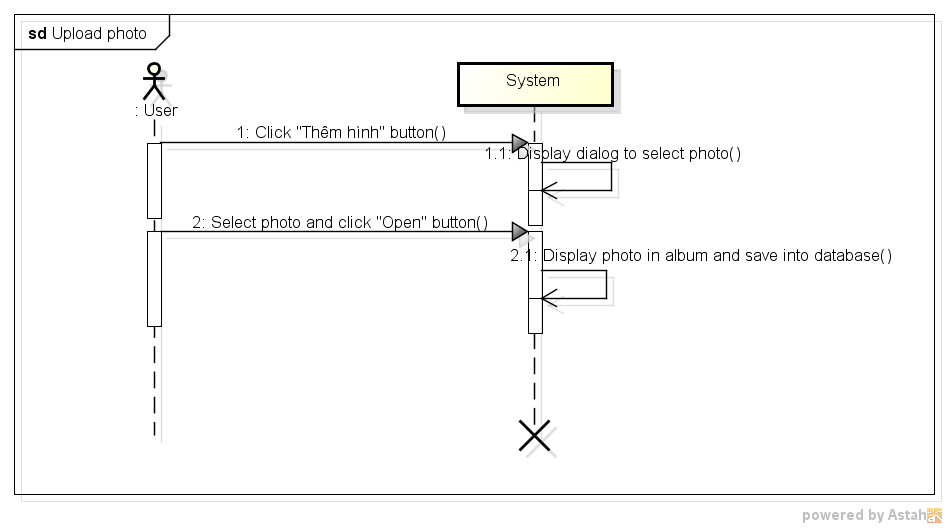 sd Upload photo
System
: User
1: Click "Thêm hình" button()
1.1: Display dialog to select photo()
2: Select photo and click "Open" button()
2.1: Display photo in album and save into database()
powered by Astah